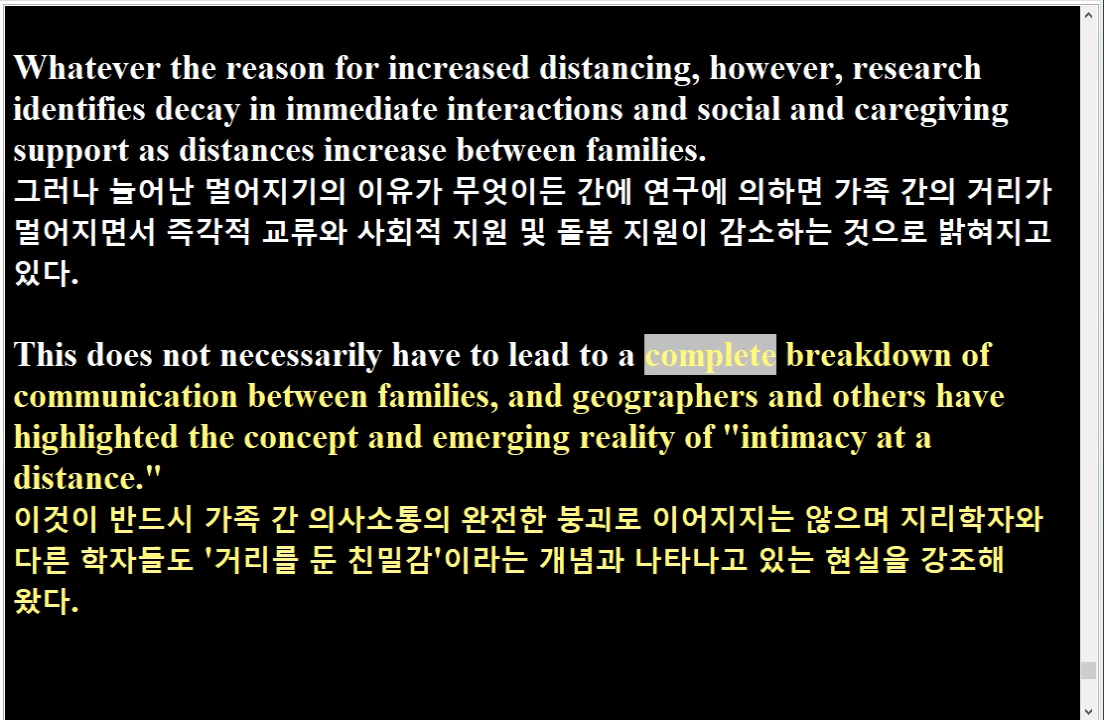 Whatever the reason for increased distancing, however, research
identifies decay in immediate interactions and social and caregiving
support as distances increase between families.
그러나 늘어난 멀어지기의 이유가 무엇이든 간에 연구에 의하면 가족 간의 거리가
멀어지면서 즉각적 교류와 사회적 지원 및 돌봄 지원이 감소하는 것으로 밝혀지고
있다.
This does not necessarily have to lead to a complete breakdown of
communication between families, and geographers and others have
highlighted the concept and emerging reality of "intimacy at a
distance."
이것이 반드시 가족 간 의사소통의 완전한 붕괴로 이어지지는 않으며 지리학자와
다른 학자들도 '거리를 둔 친밀감'이라는 개념과 나타나고 있는 현실을 강조해
왔다.